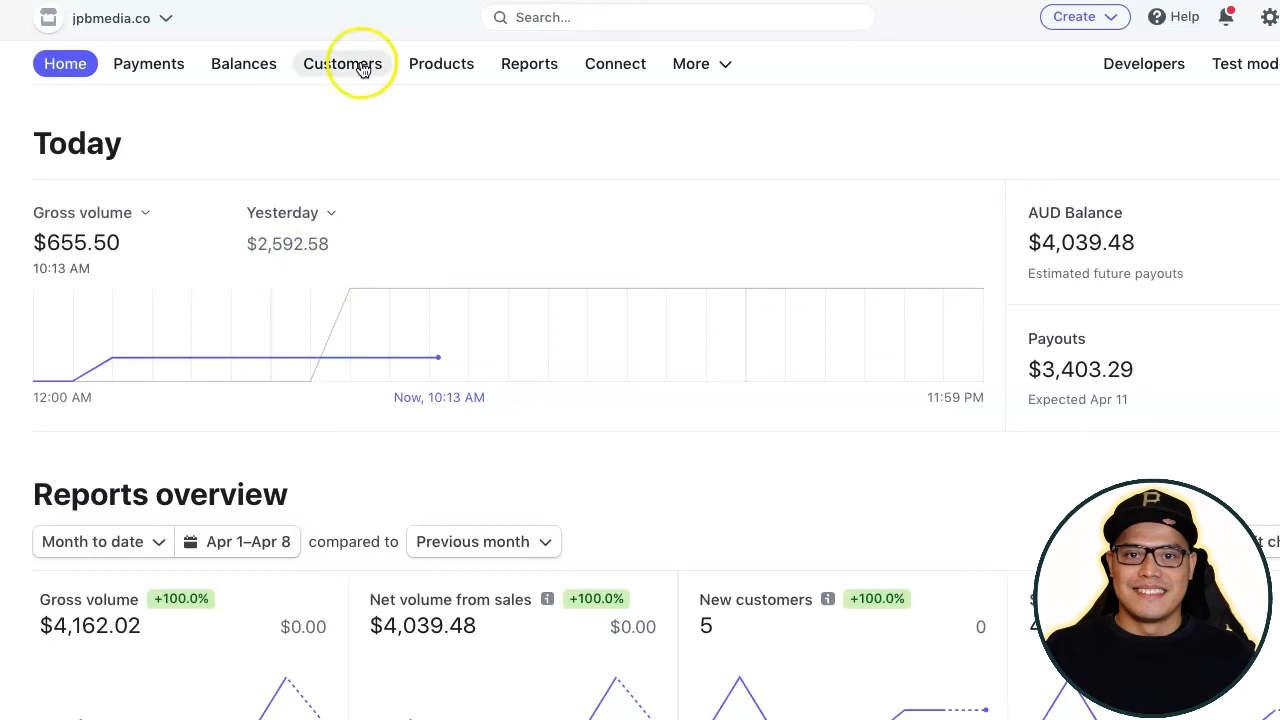 jpbmedia.co
Search...
Create
Help
Home Payments Balances Customers Products Reports Connect More Developers Test mod
Today
Gross volume Yesterday AUD Balance
$655.50 $2,592.58 $4,039.48
10:13 AM Estimated future payouts
Payouts
$3,403.29
12:00 AM Now, 10:13 AM 11:59 PM Expected Apr 11
Reports overview
Month to date Apr 1–Apr 8 compared to Previous month
Gross volume +100.0% Net volume from sales +100.0% New customers +100.0%
$4,162.02 $0.00 $4,039.48 $0.00 5 0
P